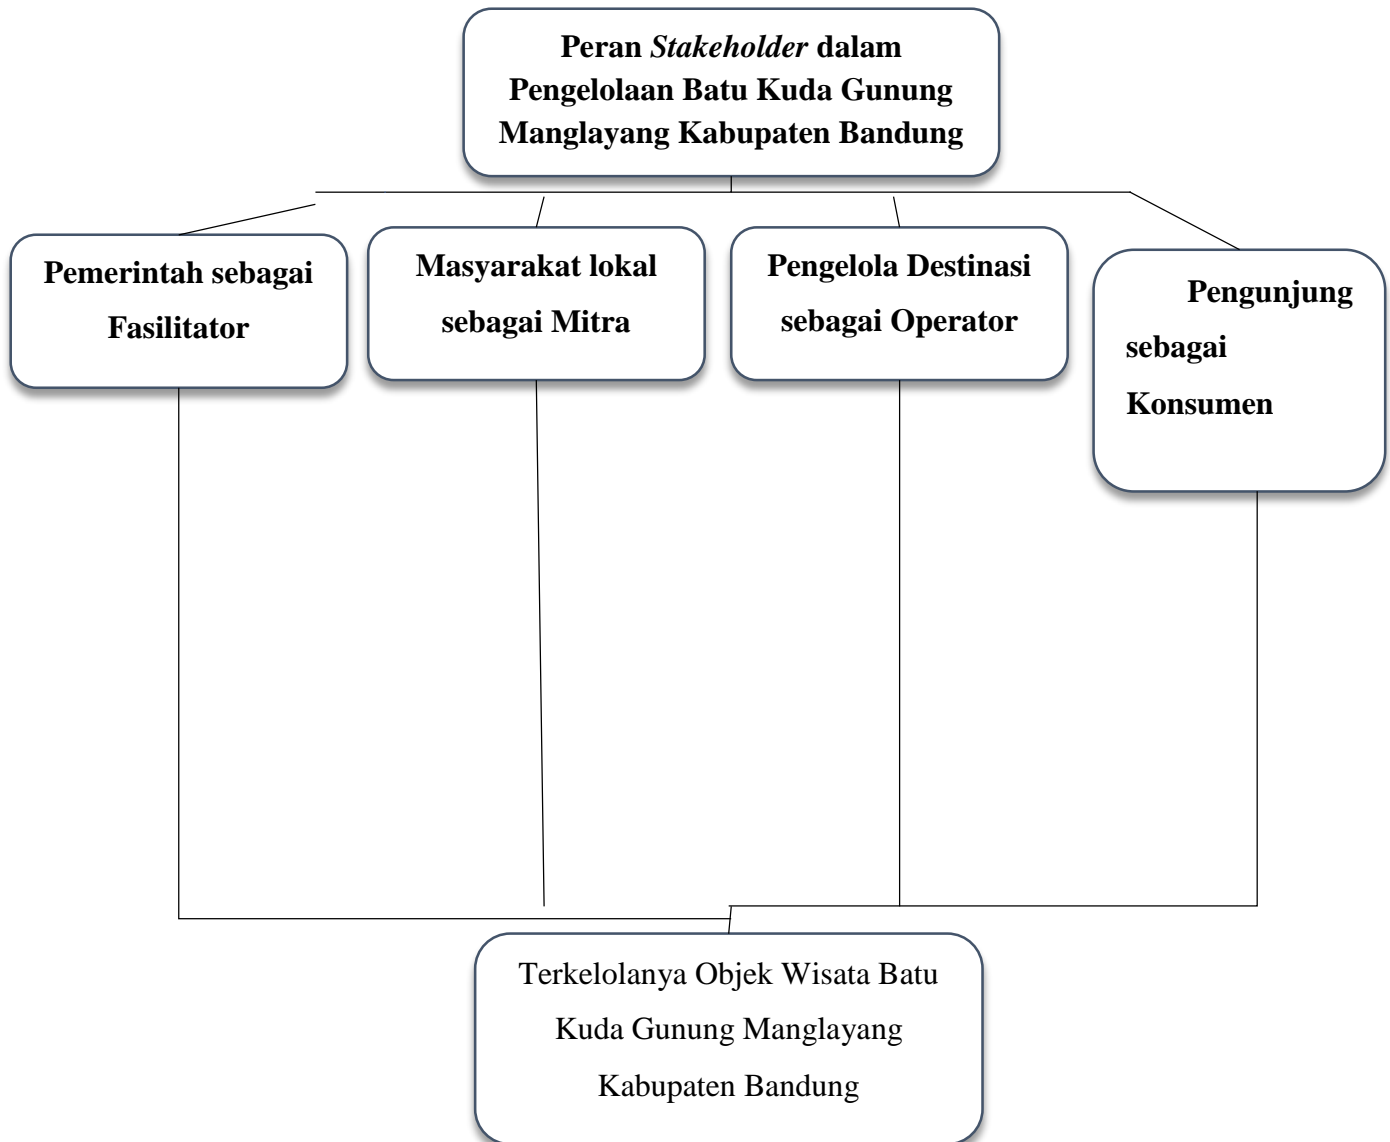 Peran Stakeholder dalam
Pengelolaan Batu Kuda Gunung
Manglayang Kabupaten Bandung
Pemerintah sebagai
Fasilitator
Masyarakat lokal
sebagai Mitra
Pengelola Destinasi
sebagai Operator
Pengunjung
sebagai
Konsumen
Terkelolanya Objek Wisata Batu
Kuda Gunung Manglayang
Kabupaten Bandung